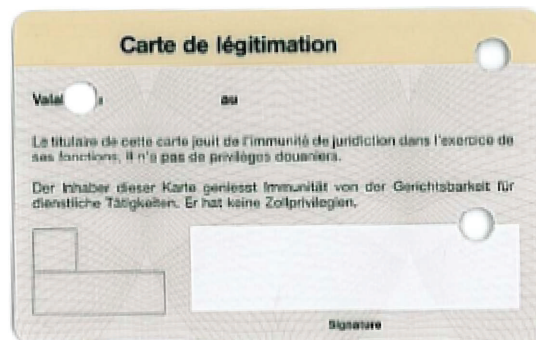 Carte de légitimation
au
Le titulaire de cette carte jouit de l'immunité de juridiction dans l'exercice de
ses fonctions, il n'a pas de privilèges douaniers.
Der Inhaber dieser Karte geniesst Immunität von der Gerichtsbarkeit für
dienstliche Tätigkeiten. Er hat keine Zollprivilegien.
Signature